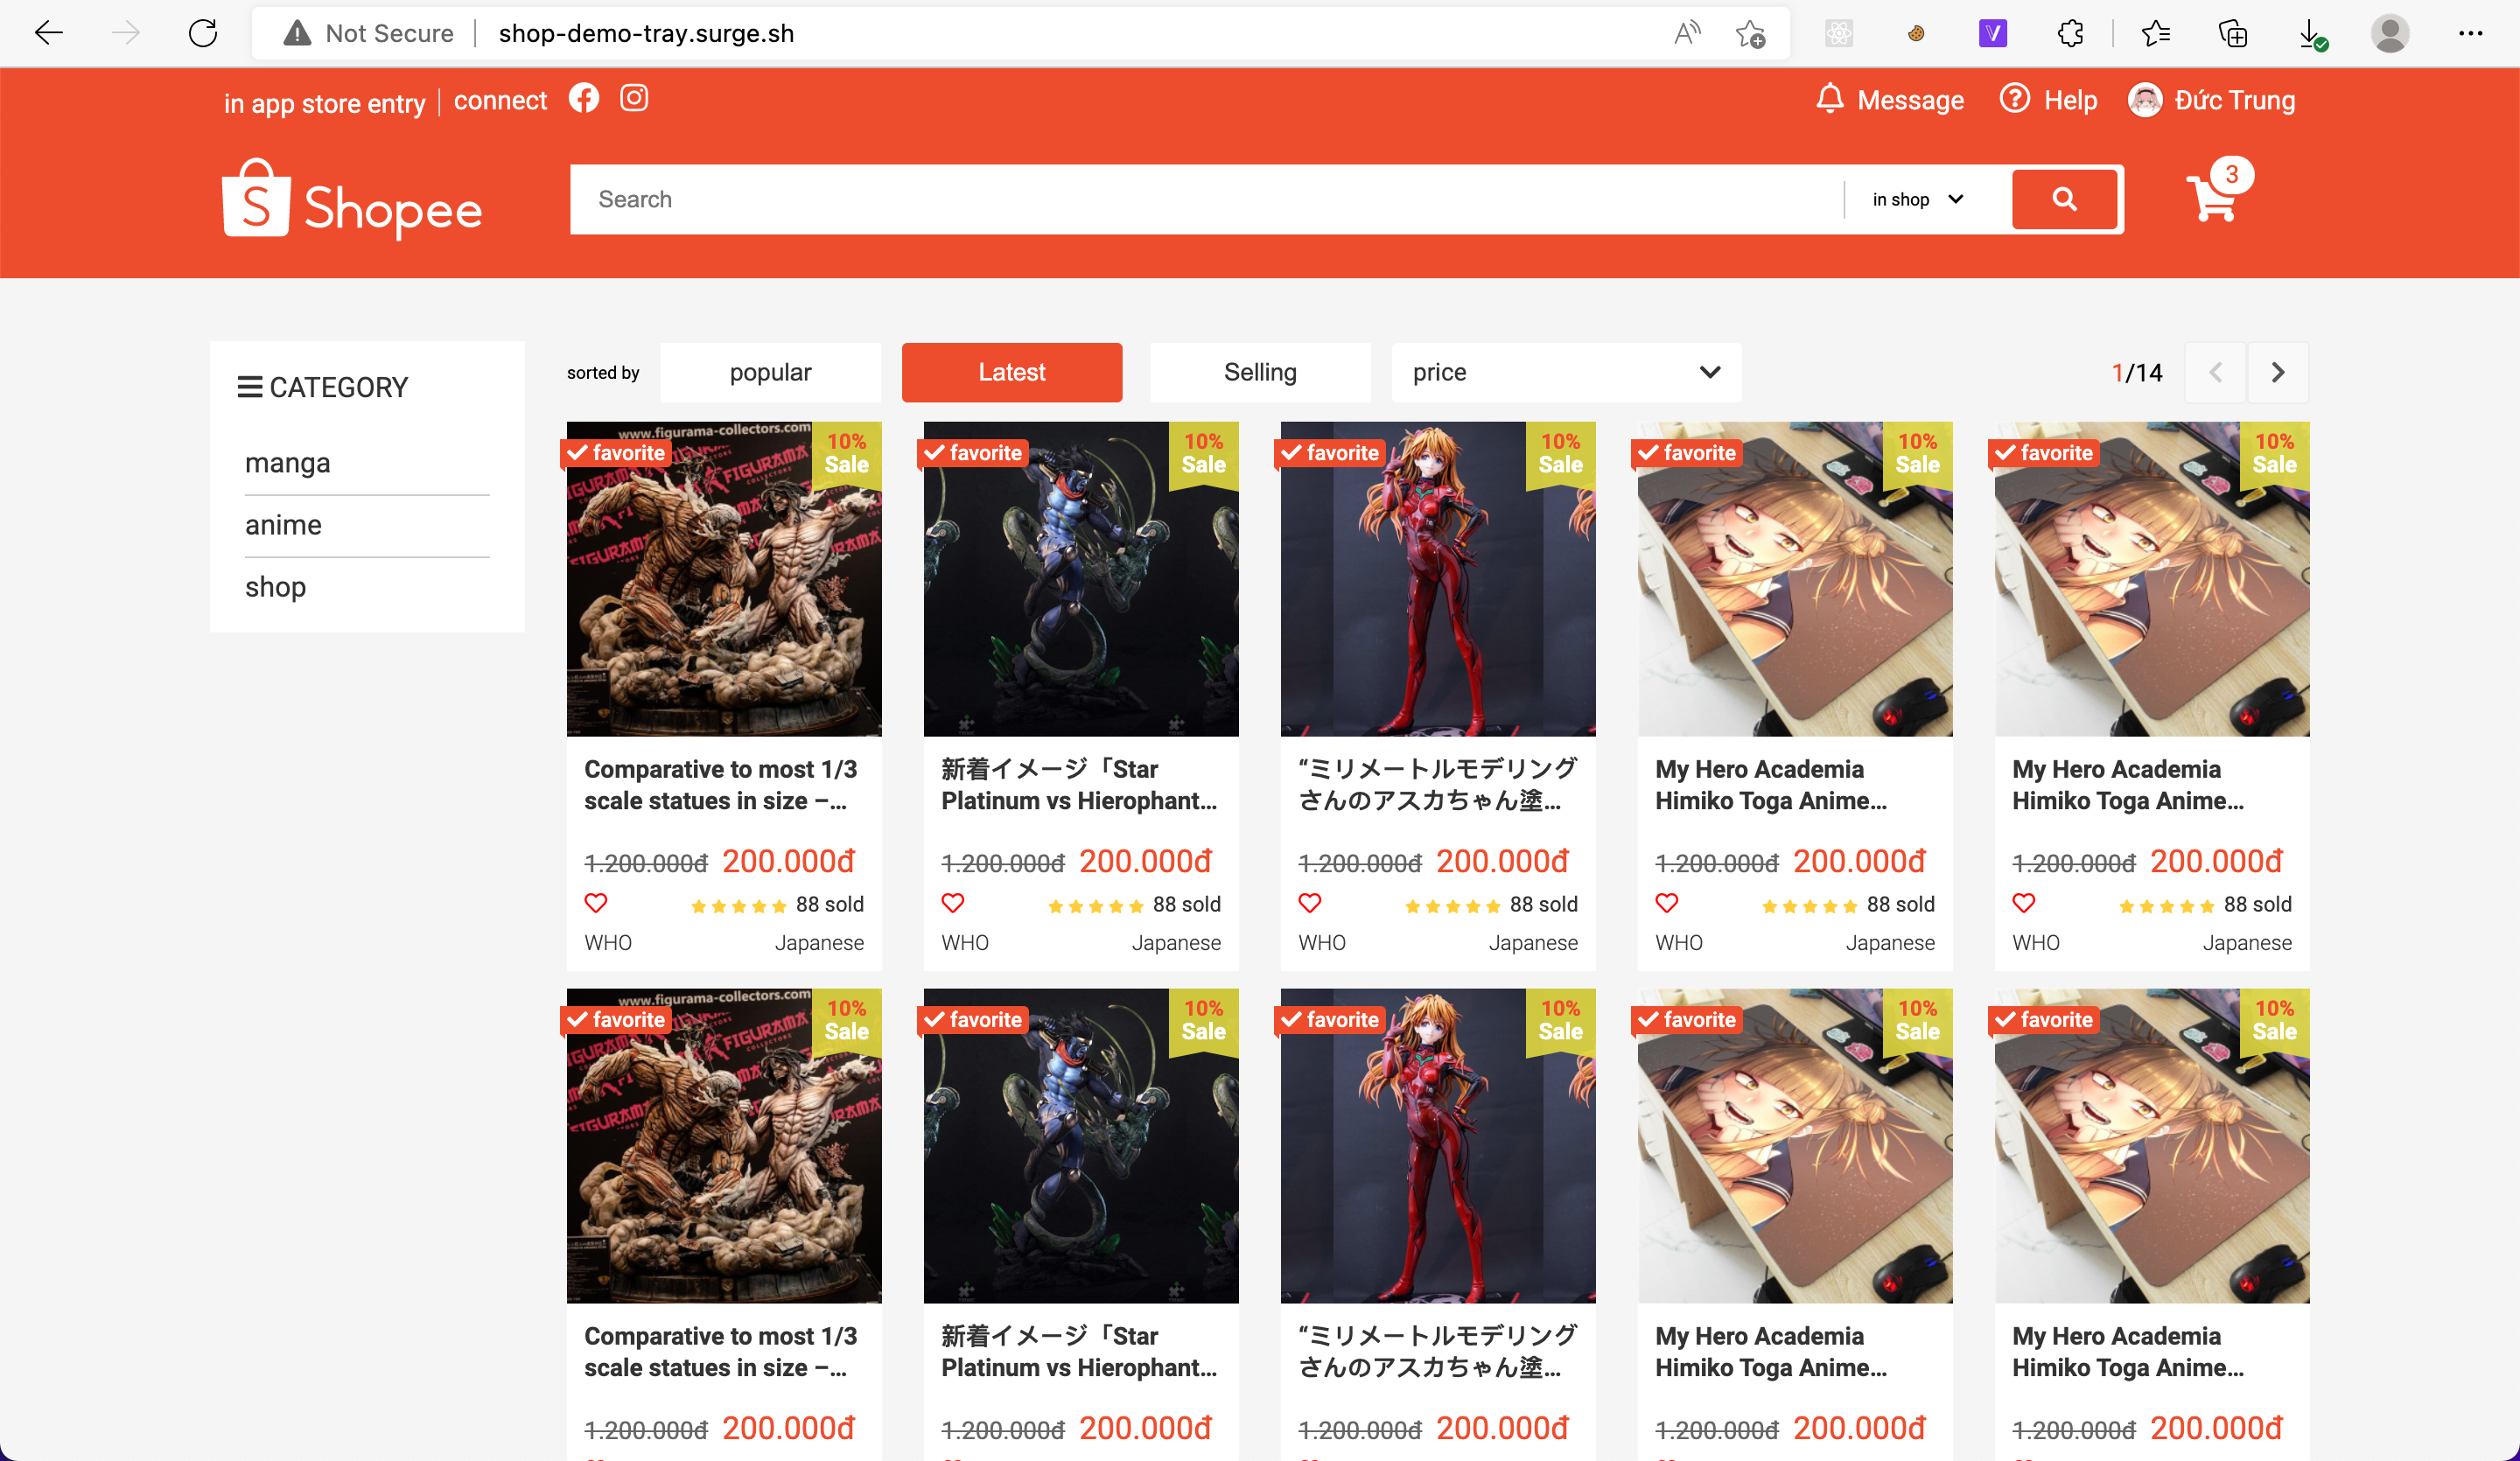 Not Secure
shop-demo-tray.surge.sh
in app store entry
connect
Message
Help
Đức Trung
Shopee
Search
in shop
3
CATEGORY
manga
anime
shop
sorted by
popular
Latest
Selling
price
1/14
www.figurama-collectors.com
favorite
10%
Sale
favorite
10%
Sale
favorite
10%
Sale
favorite
10%
Sale
favorite
10%
Sale
Comparative to most 1/3
scale statues in size –...
1.200.000đ 200.000đ
88 sold
WHO
Japanese
新着イメージ「Star
Platinum vs Hierophant...
1.200.000đ 200.000đ
88 sold
WHO
Japanese
“ミリメートルモデリング
さんのアスカちゃん塗...
1.200.000đ 200.000đ
88 sold
WHO
Japanese
My Hero Academia
Himiko Toga Anime...
1.200.000đ 200.000đ
88 sold
WHO
Japanese
My Hero Academia
Himiko Toga Anime...
1.200.000đ 200.000đ
88 sold
WHO
Japanese
www.figurama-collectors.com
favorite
10%
Sale
favorite
10%
Sale
favorite
10%
Sale
favorite
10%
Sale
favorite
10%
Sale
Comparative to most 1/3
scale statues in size –...
1.200.000đ 200.000đ
新着イメージ「Star
Platinum vs Hierophant...
1.200.000đ 200.000đ
“ミリメートルモデリング
さんのアスカちゃん塗...
1.200.000đ 200.000đ
My Hero Academia
Himiko Toga Anime...
1.200.000đ 200.000đ
My Hero Academia
Himiko Toga Anime...
1.200.000đ 200.000đ